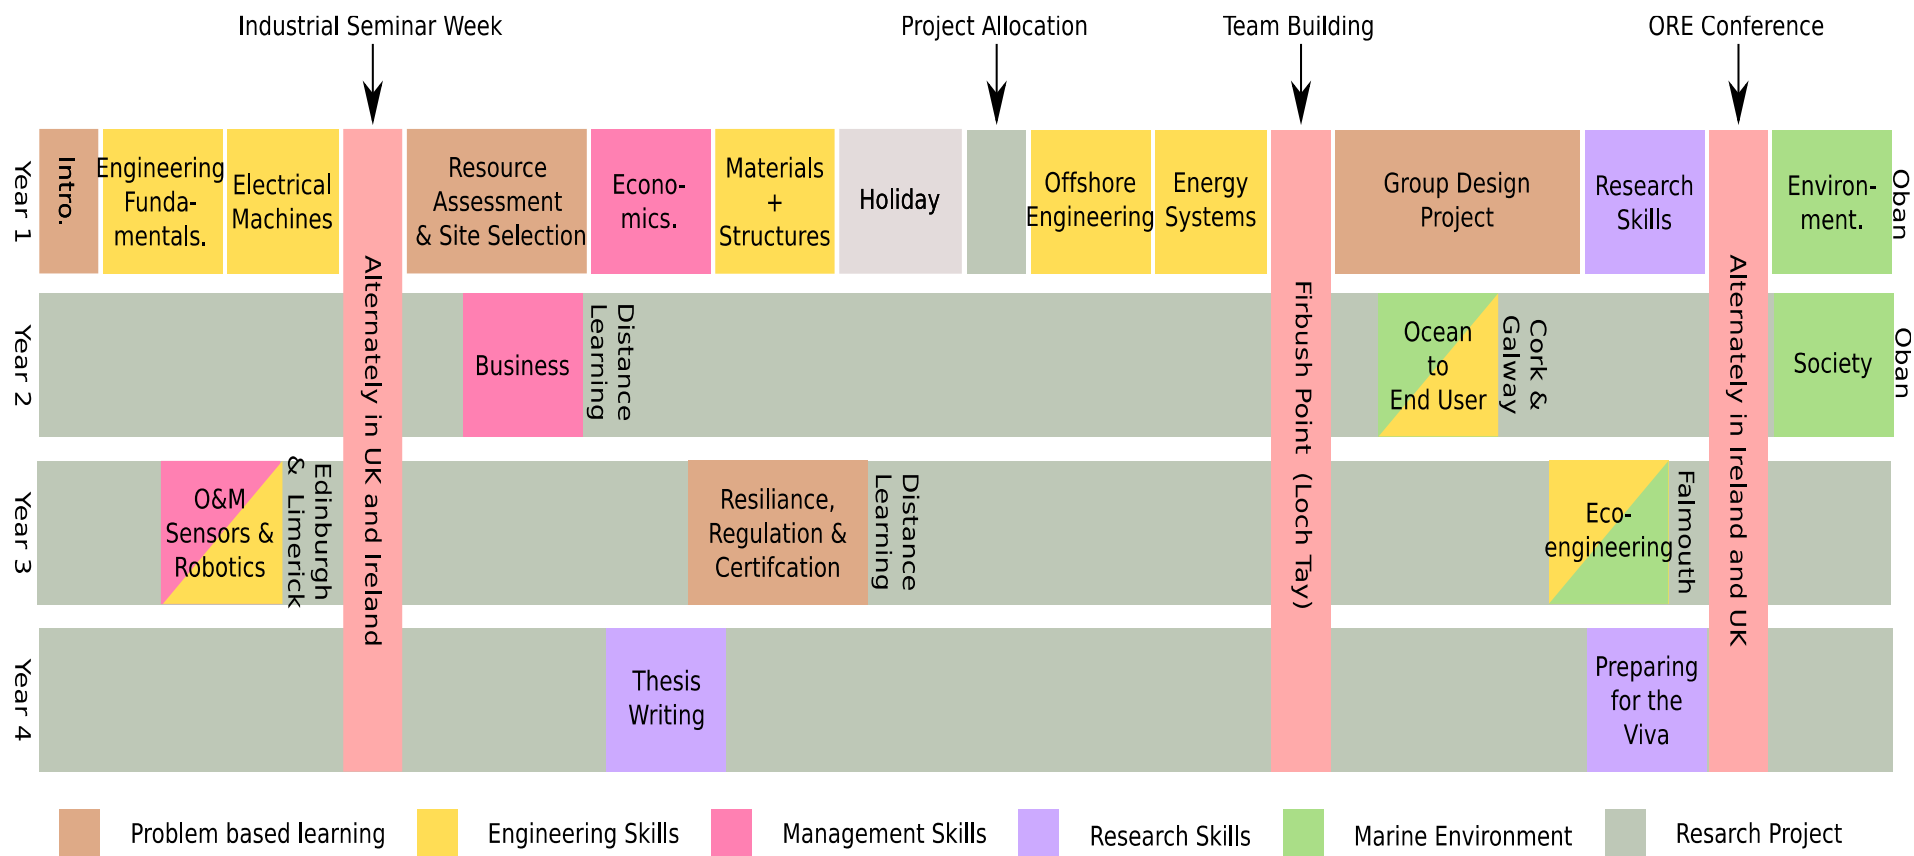 Industrial Seminar Week
Project Allocation
Team Building
ORE Conference
Year 1
Intro.
Engineering
Funda-
mentals.
Electrical
Machines
Resource
Assessment
& Site Selection
Econo-
mics.
Materials
+
Structures
Holiday
Offshore
Engineering
Energy
Systems
Group Design
Project
Research
Skills
Environ-
ment.
Oban
Alternately in UK and Ireland
Firbush Point (Loch Tay)
Alternately in Ireland and UK
Year 2
Business
Distance
Learning
Ocean
to
End User
Cork &
Galway
Society
Oban
Year 3
O&M
Sensors &
Robotics
Edinburgh
& Limerick
Resiliance,
Regulation &
Certifcation
Distance
Learning
Eco-
engineering
Falmouth
Year 4
Thesis
Writing
Preparing
for the
Viva
Problem based learning
Engineering Skills
Management Skills
Research Skills
Marine Environment
Resarch Project